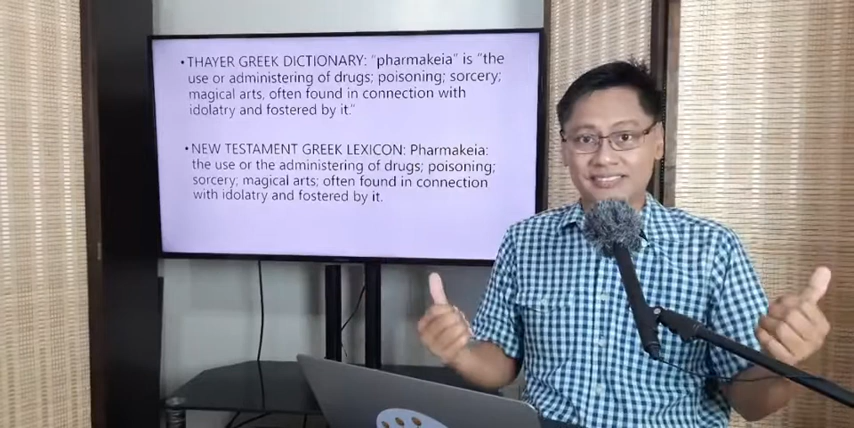 •THAYER GREEK DICTIONARY: "pharmakeia" is "the
use or administering of drugs; poisoning; sorcery;
magical arts, often found in connection with
idolatry and fostered by it."
•NEW TESTAMENT GREEK LEXICON: Pharmakeia:
the use or the administering of drugs; poisoning;
sorcery; magical arts; often found in connection
with idolatry and fostered by it.